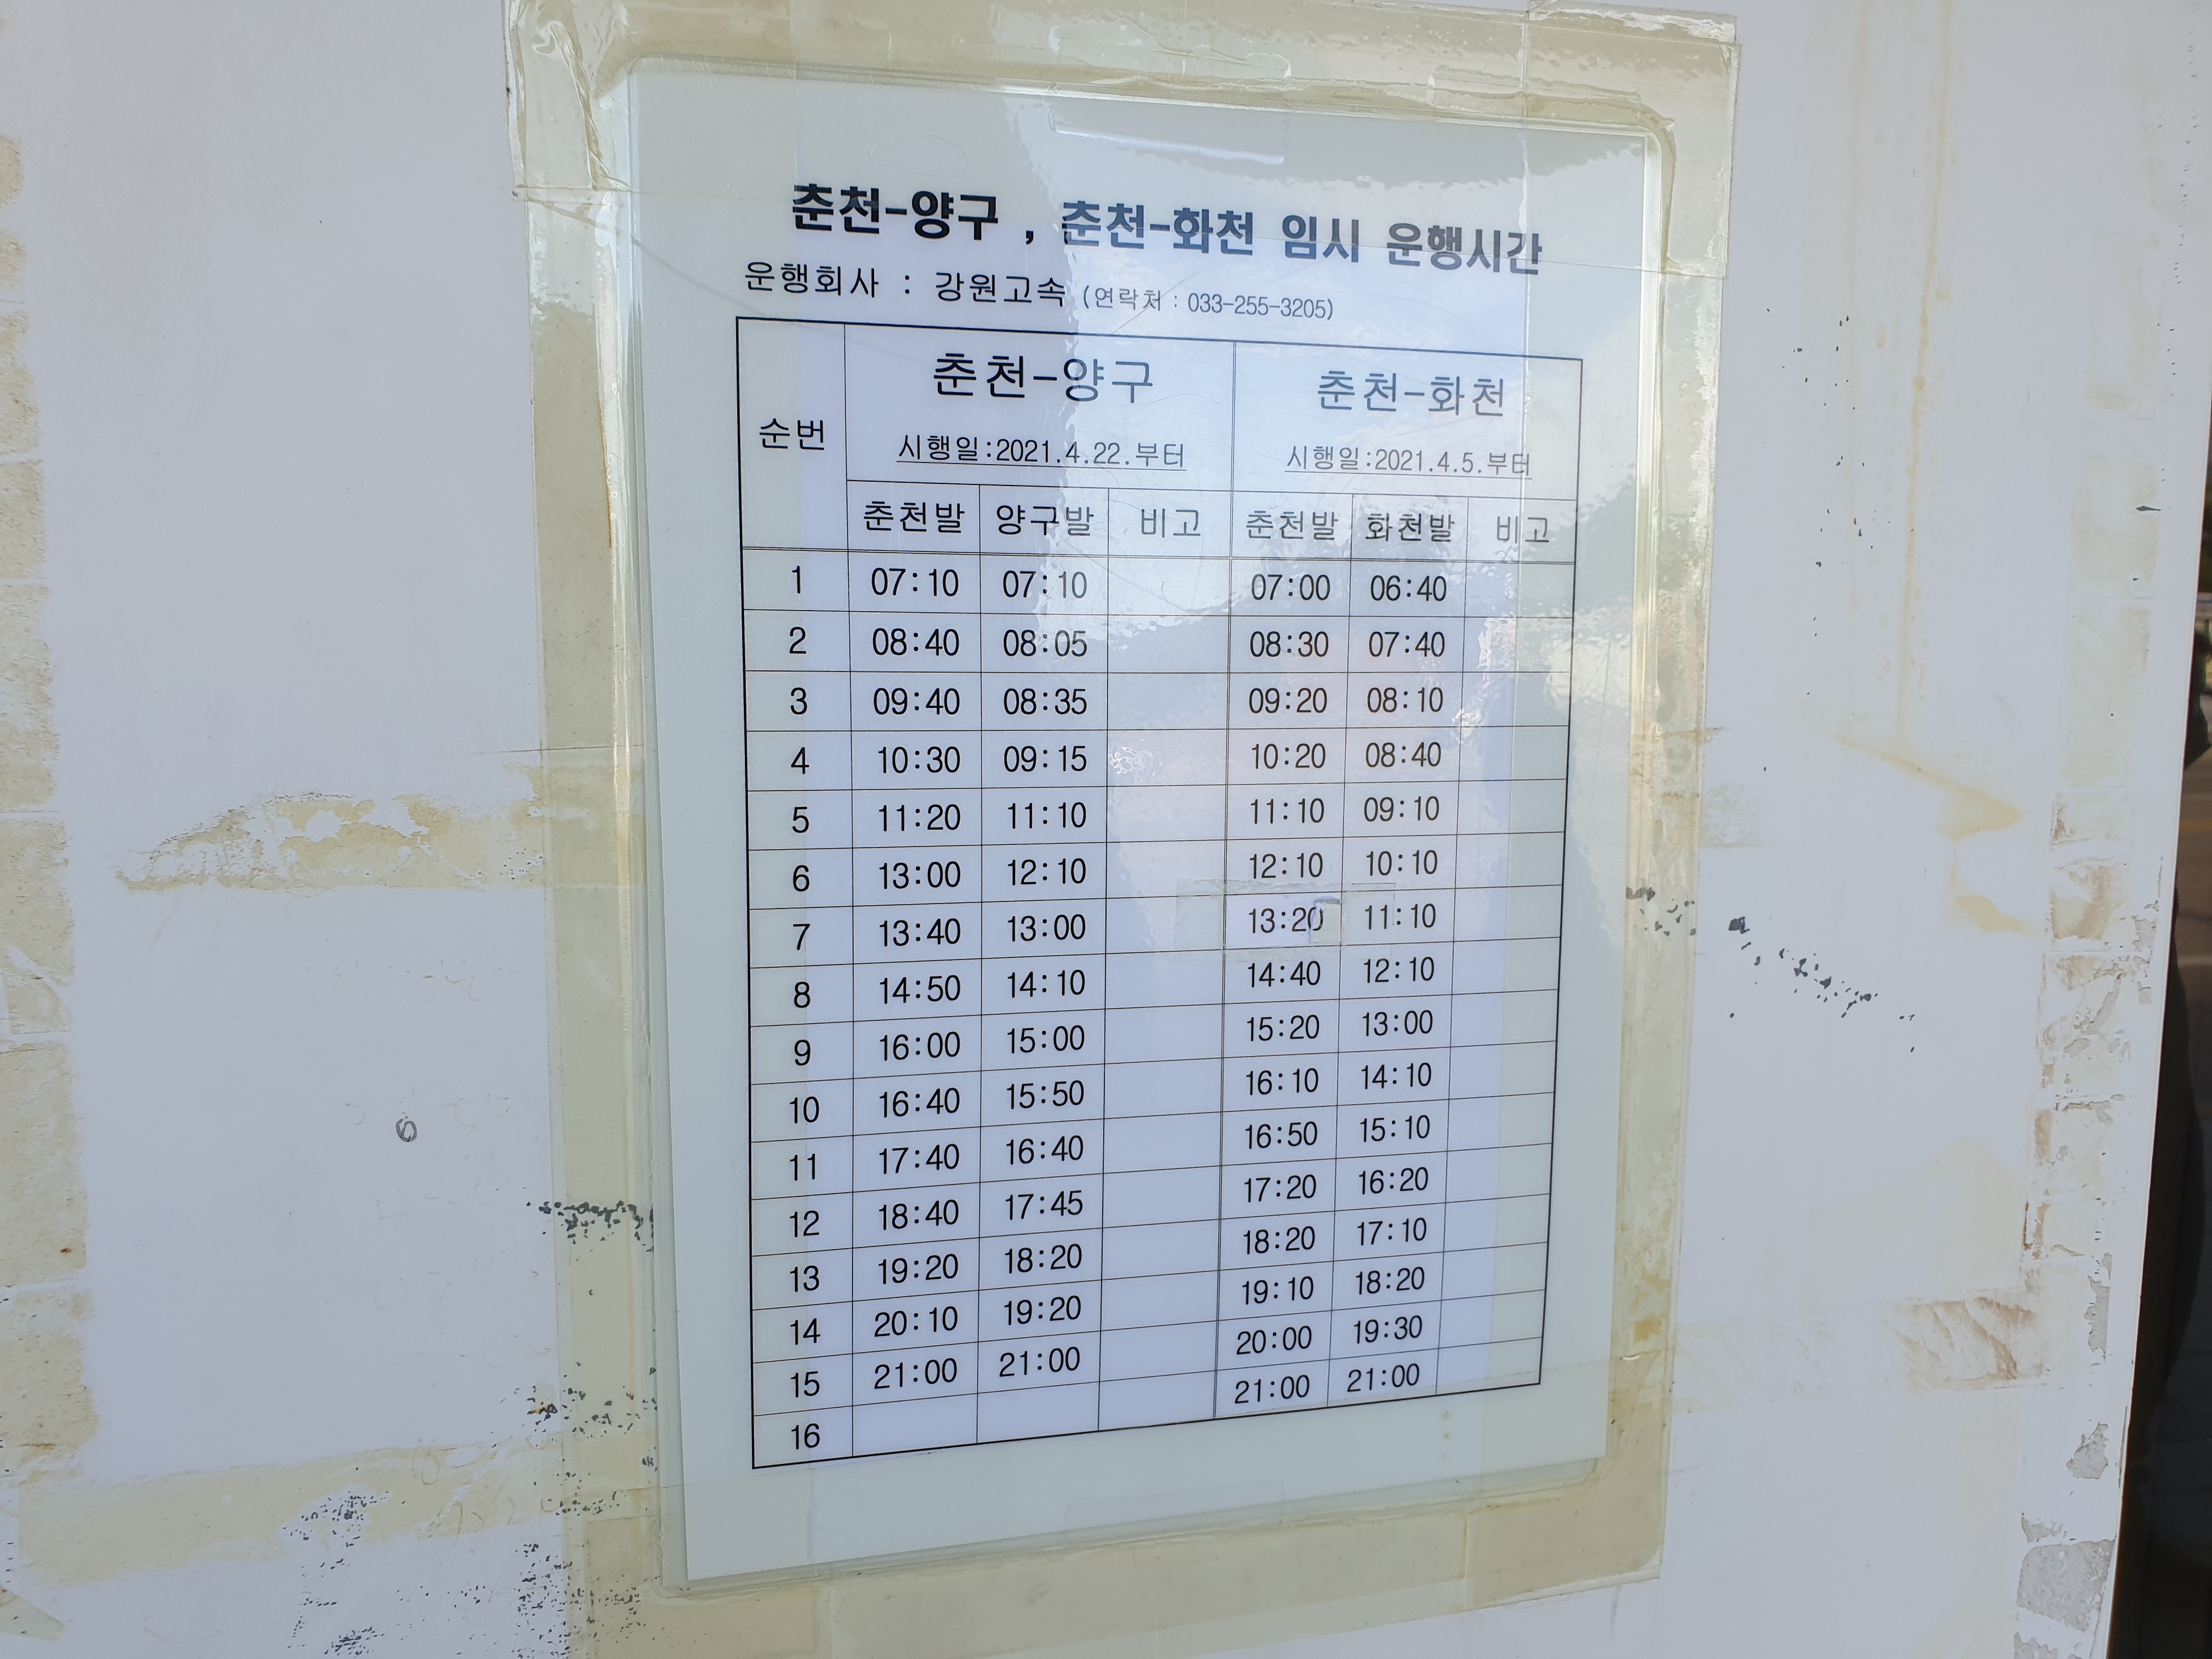 춘천-양구 , 춘천-화천 임시 운행시간
운행회사 : 강원고속 (연락처 : 033-255-3205)
순번 춘천-양구 춘천-화천
시행일:2021.4.22.부터 시행일:2021.4.5.부터
춘천발 양구발 비고 춘천발 화천발 비고
1 07:10 07:10 07:00 06:40
2 08:40 08:05 08:30 07:40
3 09:40 08:35 09:20 08:10
4 10:30 09:15 10:20 08:40
5 11:20 11:10 11:10 09:10
6 13:00 12:10 12:10 10:10
7 13:40 13:00 13:20 11:10
8 14:50 14:10 14:40 12:10
9 16:00 15:00 15:20 13:00
10 16:40 15:50 16:10 14:10
11 17:40 16:40 16:50 15:10
12 18:40 17:45 17:20 16:20
13 19:20 18:20 18:20 17:10
14 20:10 19:20 19:10 18:20
15 21:00 21:00 20:00 19:30
16 21:00 21:00